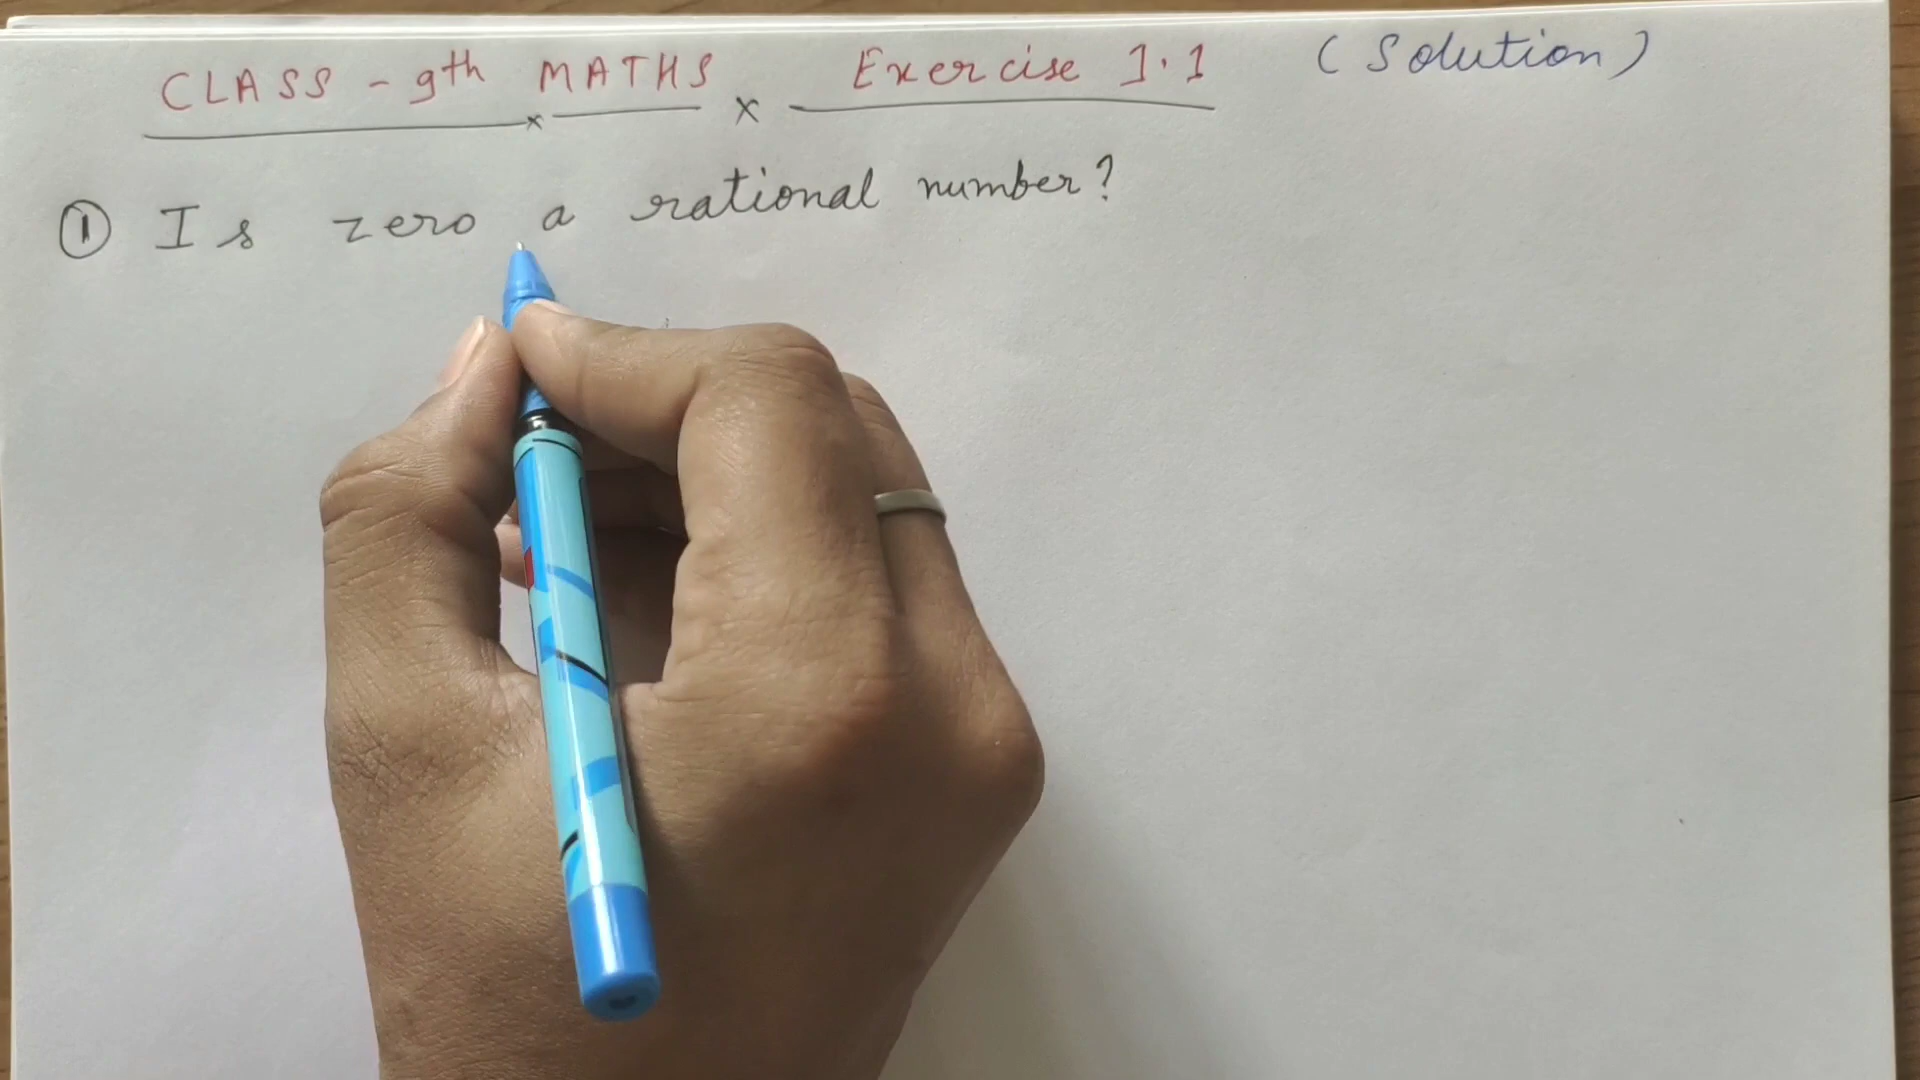 CLASS - 9th MATHS Exercise 1.1 (Solution)
① Is zero a rational number?